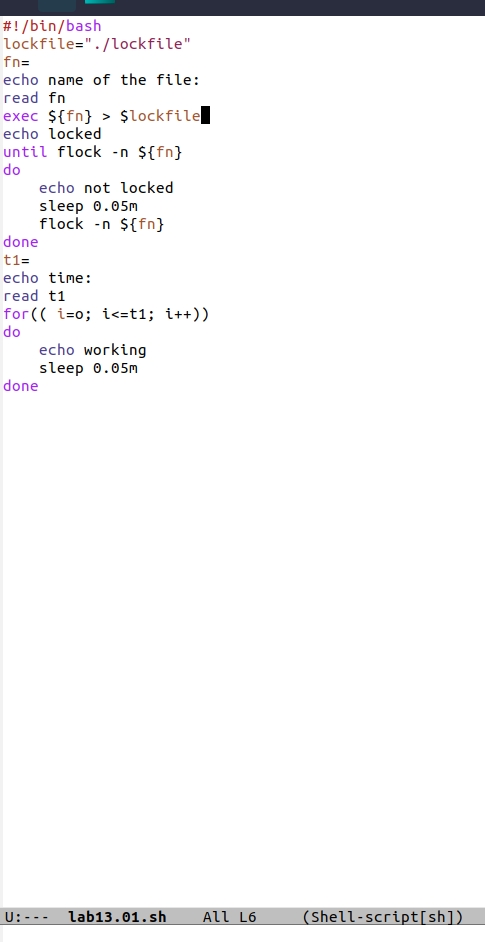 #!/bin/bash
lockfile="./lockfile"
fn=
echo name of the file:
read fn
exec ${fn} > $lockfile
echo locked
until flock -n ${fn}
do
    echo not locked
    sleep 0.05m
    flock -n ${fn}
done
t1=
echo time:
read t1
for(( i=o; i<=t1; i++))
do
    echo working
    sleep 0.05m
done
U:---  lab13.01.sh    All L6     (Shell-script[sh])